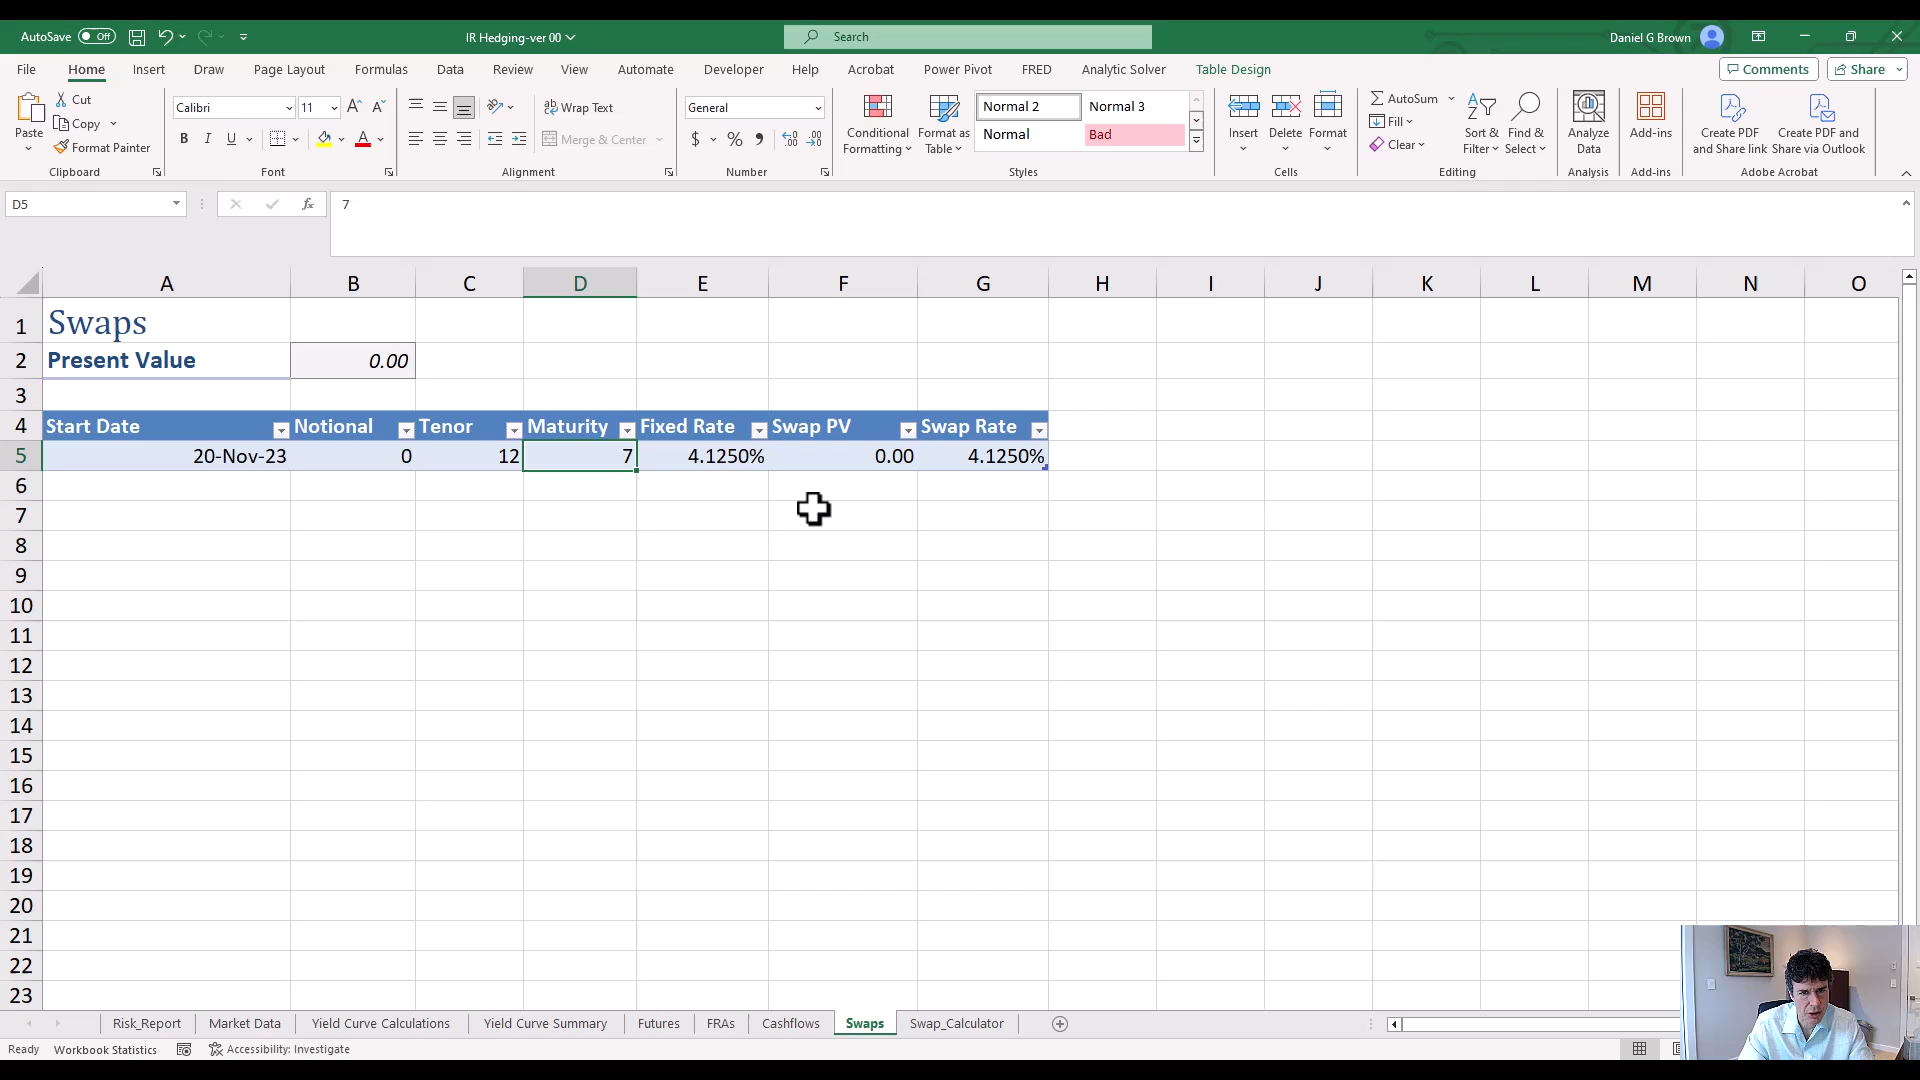 AutoSave Off
IR Hedging-ver 00
Search
Daniel G Brown
File Home Insert Draw Page Layout Formulas Data Review View Automate Developer Help Acrobat Power Pivot FRED Analytic Solver Table Design
Comments Share
Paste
Cut
Copy
Format Painter
Clipboard
Calibri 11
B I U
Font
Wrap Text
Merge & Center
Alignment
General
$ % 9
Number
Conditional Formatting
Format as Table
Normal 2 Normal 3
Normal Bad
Styles
Insert Delete Format
Cells
AutoSum
Fill
Clear
Sort & Filter
Find & Select
Editing
Analyze Data
Analysis
Add-ins
Add-ins
Create PDF and Share link
Create PDF and Share via Outlook
Adobe Acrobat
D5 fx 7
A B C D E F G H I J K L M N O
1 Swaps
2 Present Value 0.00
3
4 Start Date Notional Tenor Maturity Fixed Rate Swap PV Swap Rate
5 20-Nov-23 0 12 7 4.1250% 0.00 4.1250%
6
7
8
9
10
11
12
13
14
15
16
17
18
19
20
21
22
23
Risk_Report Market Data Yield Curve Calculations Yield Curve Summary Futures FRAs Cashflows Swaps Swap_Calculator
Ready Workbook Statistics Accessibility: Investigate